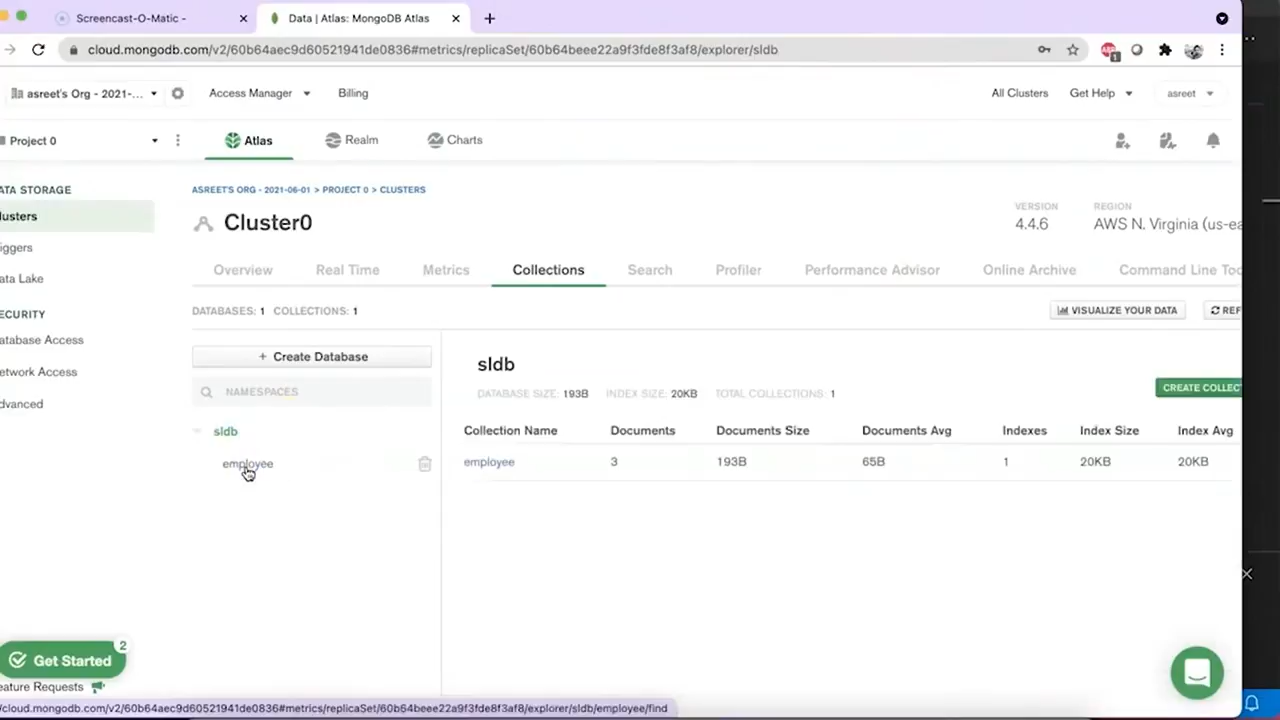 Screencast-O-Matic -
Data | Atlas: MongoDB Atlas
cloud.mongodb.com/v2/60b64aec9d60521941de0836#metrics/replicaSet/60b64beee22a9f3fde8f3af8/explorer/sldb
1
asreet's Org - 2021-...
Access Manager
Billing
All Clusters
Get Help
asreet
Project 0
Atlas
Realm
Charts
ATA STORAGE
lusters
iggers
ata Lake
ECURITY
atabase Access
etwork Access
dvanced
ASREET'S ORG - 2021-06-01 > PROJECT 0 > CLUSTERS
Cluster0
VERSION
4.4.6
REGION
AWS N. Virginia (us-ea
Overview
Real Time
Metrics
Collections
Search
Profiler
Performance Advisor
Online Archive
Command Line Too
DATABASES: 1 COLLECTIONS: 1
VISUALIZE YOUR DATA
REF
+ Create Database
NAMESPACES
sldb
employee
sldb
DATABASE SIZE: 193B INDEX SIZE: 20KB TOTAL COLLECTIONS: 1
CREATE COLLECT
Collection Name Documents Documents Size Documents Avg Indexes Index Size Index Avg
employee 3 193B 65B 1 20KB 20KB
Get Started
2
eature Requests
/cloud.mongodb.com/v2/60b64aec9d60521941de0836#metrics/replicaSet/60b64beee22a9f3fde8f3af8/explorer/sldb/employee/find